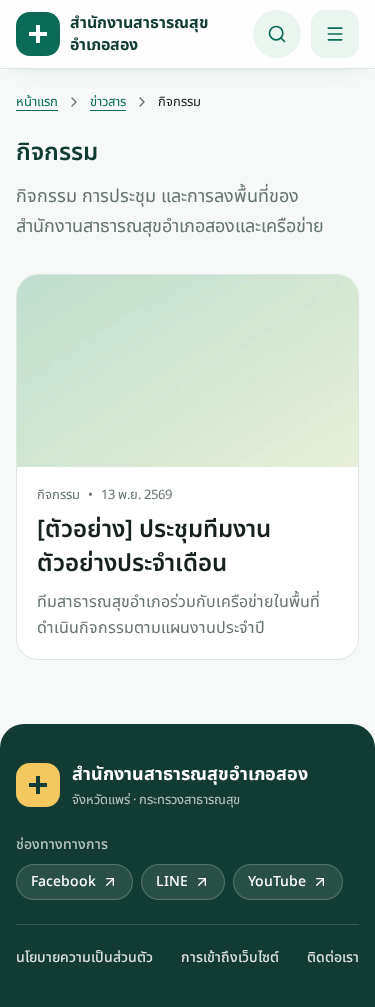 สำนักงานสาธารณสุข
อำเภอสอง
หน้าแรก
ข่าวสาร
กิจกรรม
กิจกรรม
กิจกรรม การประชุม และการลงพื้นที่ของ
สำนักงานสาธารณสุขอำเภอสองและเครือข่าย
กิจกรรม • 13 พ.ย. 2569
[ตัวอย่าง] ประชุมทีมงาน
ตัวอย่างประจำเดือน
ทีมสาธารณสุขอำเภอร่วมกับเครือข่ายในพื้นที่
ดำเนินกิจกรรมตามแผนงานประจำปี
สำนักงานสาธารณสุขอำเภอสอง
จังหวัดแพร่ · กระทรวงสาธารณสุข
ช่องทางทางการ
Facebook
LINE
YouTube
นโยบายความเป็นส่วนตัว
การเข้าถึงเว็บไซต์
ติดต่อเรา